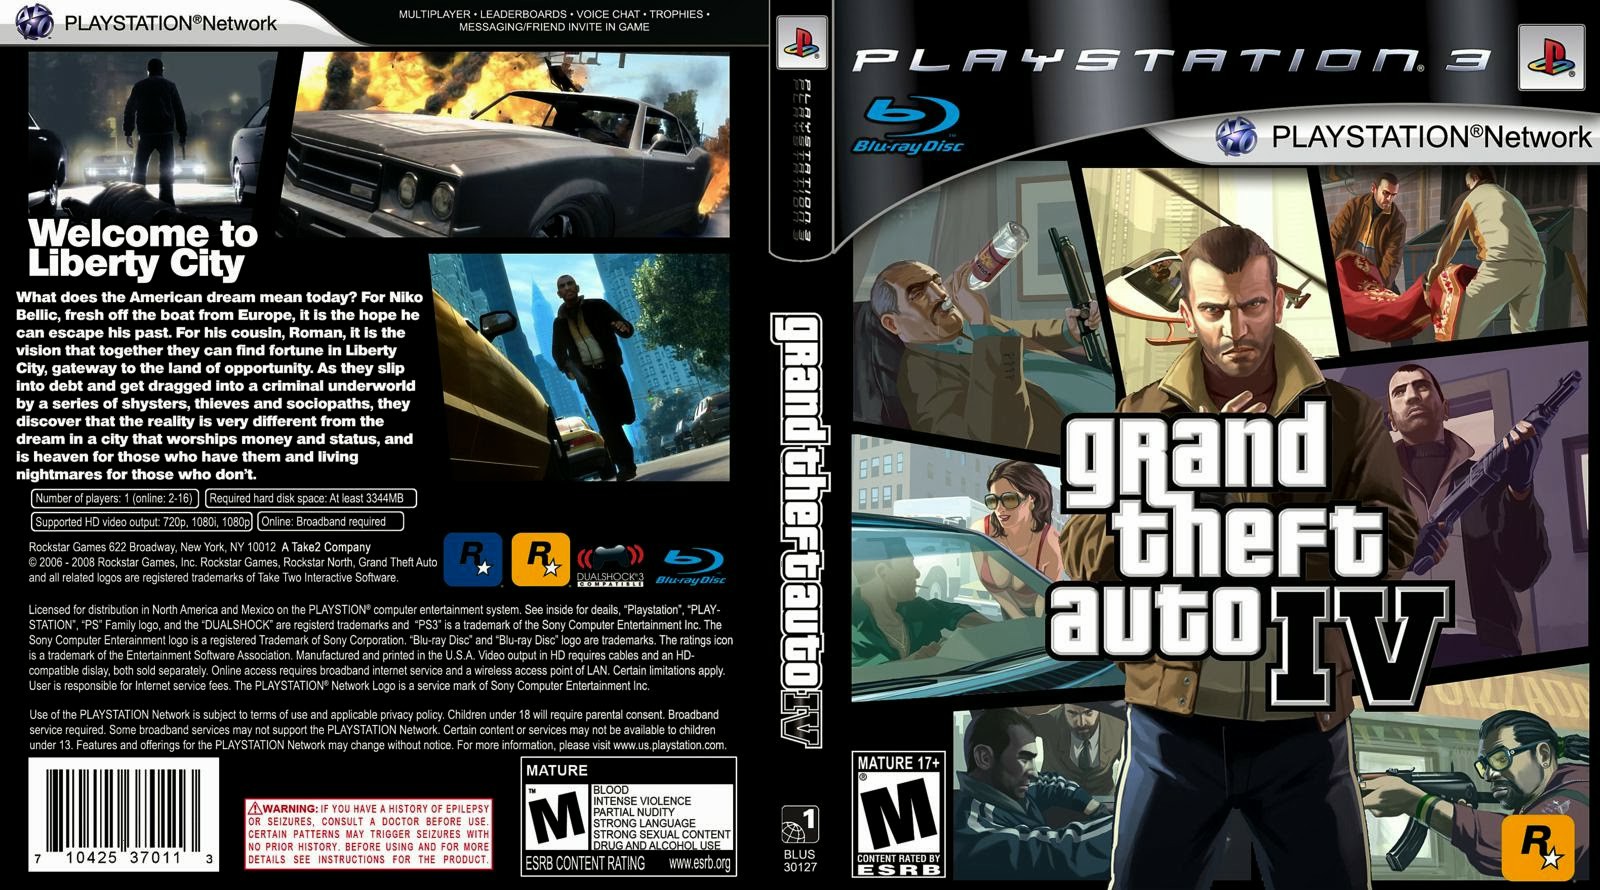 PLAYSTATION®Network
MULTIPLAYER • LEADERBOARDS • VOICE CHAT • TROPHIES •
MESSAGING/FRIEND INVITE IN GAME
Welcome to
Liberty City
What does the American dream mean today? For Niko
Bellic, fresh off the boat from Europe, it is the hope he
can escape his past. For his cousin, Roman, it is the
vision that together they can find fortune in Liberty
City, gateway to the land of opportunity. As they slip
into debt and get dragged into a criminal underworld
by a series of shysters, thieves and sociopaths, they
discover that the reality is very different from the
dream in a city that worships money and status, and
is heaven for those who have them and living
nightmares for those who don't.
Number of players: 1 (online: 2-16) Required hard disk space: At least 3344MB
Supported HD video output: 720p, 1080i, 1080p Online: Broadband required
Rockstar Games 622 Broadway, New York, NY 10012 A Take2 Company
© 2006 - 2008 Rockstar Games, Inc. Rockstar Games, Rockstar North, Grand Theft Auto
and all related logos are registered trademarks of Take Two Interactive Software.
R
R
DUALSHOCK®3
COMPATIBLE
Blu-ray Disc
Licensed for distribution in North America and Mexico on the PLAYSTION® computer entertainment system. See inside for deails, "Playstation", "PLAY-
STATION", "PS" Family logo, and the "DUALSHOCK" are registerd trademarks and "PS3" is a trademark of the Sony Computer Entertainment Inc. The
Sony Computer Enterainment logo is a registered Trademark of Sony Corporation. "Blu-ray Disc" and "Blu-ray Disc" logo are trademarks. The ratings icon
is a trademark of the Entertainment Software Association. Manufactured and printed in the U.S.A. Video output in HD requires cables and an HD-
compatible dislay, both sold separately. Online access requires broadband internet service and a wireless access point of LAN. Certain limitations apply.
User is responsible for Internet service fees. The PLAYSTATION® Network Logo is a service mark of Sony Computer Entertainment Inc.
Use of the PLAYSTATION Network is subject to terms of use and applicable privacy policy. Children under 18 will require parental consent. Broadband
service required. Some broadband services may not support the PLAYSTATION Network. Certain content or services may not be available to children
under 13. Features and offerings for the PLAYSTATION Network may change without notice. For more information, please visit www.us.playstation.com.
7 10425 37011 3
WARNING: IF YOU HAVE A HISTORY OF EPILEPSY
OR SEIZURES, CONSULT A DOCTOR BEFORE USE.
CERTAIN PATTERNS MAY TRIGGER SEIZURES WITH
NO PRIOR HISTORY. BEFORE USING AND FOR MORE
DETAILS SEE INSTRUCTIONS FOR THE PRODUCT.
MATURE
M
BLOOD
INTENSE VIOLENCE
PARTIAL NUDITY
STRONG LANGUAGE
STRONG SEXUAL CONTENT
DRUG AND ALCOHOL USE
ESRB CONTENT RATING www.esrb.org
PLAYSTATION 3
grand theft auto IV
1
BLUS
30127
PLAYSTATION® 3
Blu-ray Disc
PLAYSTATION®Network
grand
theft
auto IV
MATURE 17+
M
CONTENT RATED BY
ESRB
R